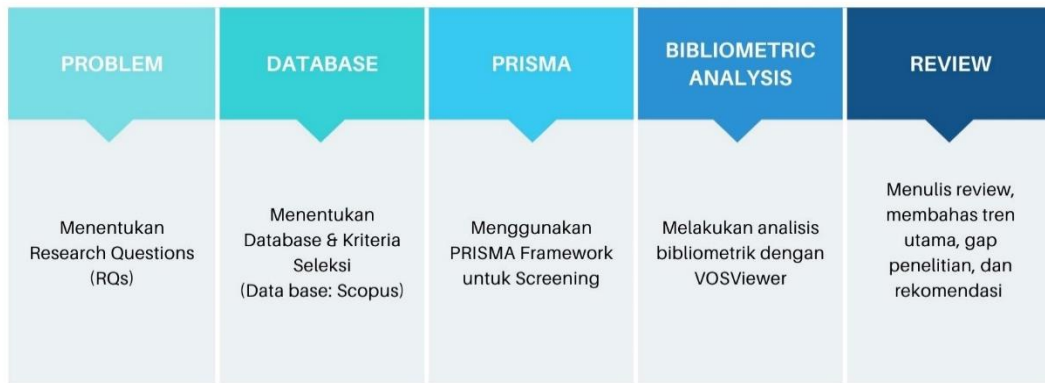 PROBLEM
Menentukan
Research Questions
(RQs)
DATABASE
Menentukan
Database & Kriteria
Seleksi
(Data base: Scopus)
PRISMA
Menggunakan
PRISMA Framework
untuk Screening
BIBLIOMETRIC
ANALYSIS
Melakukan analisis
bibliometrik dengan
VOSViewer
REVIEW
Menulis review,
membahas tren
utama, gap
penelitian, dan
rekomendasi